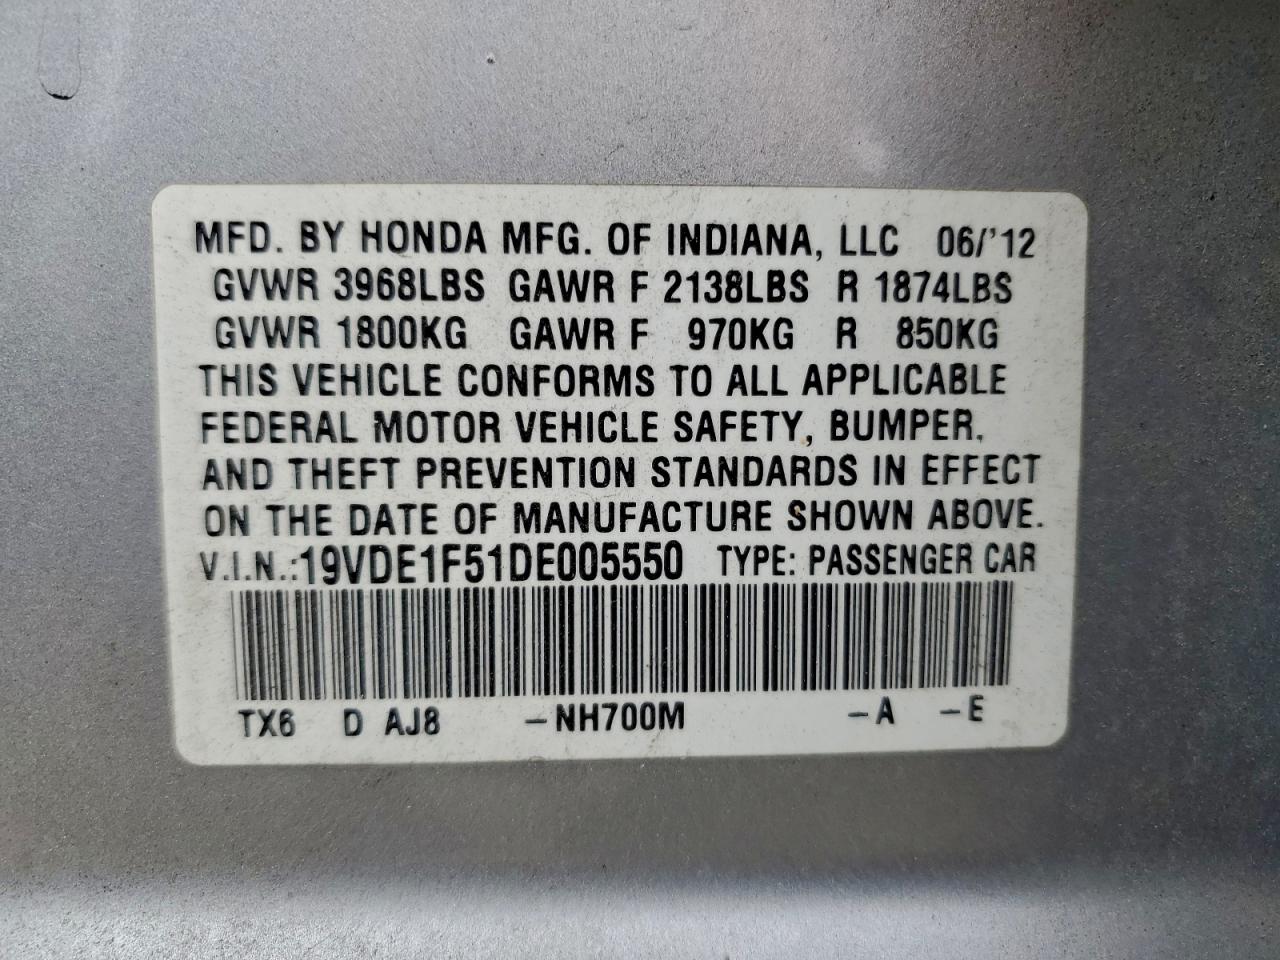 MFD. BY HONDA MFG. OF INDIANA, LLC 06/'12
GVWR 3968LBS GAWR F 2138LBS R 1874LBS
GVWR 1800KG GAWR F 970KG R 850KG
THIS VEHICLE CONFORMS TO ALL APPLICABLE
FEDERAL MOTOR VEHICLE SAFETY, BUMPER,
AND THEFT PREVENTION STANDARDS IN EFFECT
ON THE DATE OF MANUFACTURE SHOWN ABOVE.
V.I.N.:19VDE1F51DE005550 TYPE: PASSENGER CAR
TX6 D AJ8 -NH700M -A -E